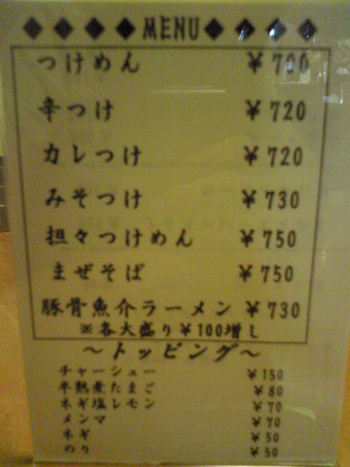 ◆◆◆◆MENU◆◆◆◆
つけめん ¥700
辛つけ ¥720
カレつけ ¥720
みそつけ ¥730
担々つけめん ¥750
まぜそば ¥750
豚骨魚介ラーメン ¥730
※各大盛り¥100増し
〜トッピング〜
チャーシュー ¥150
半熟煮たまご ¥80
ネギ塩レモン ¥70
メンマ ¥70
ネギ ¥50
のり ¥50